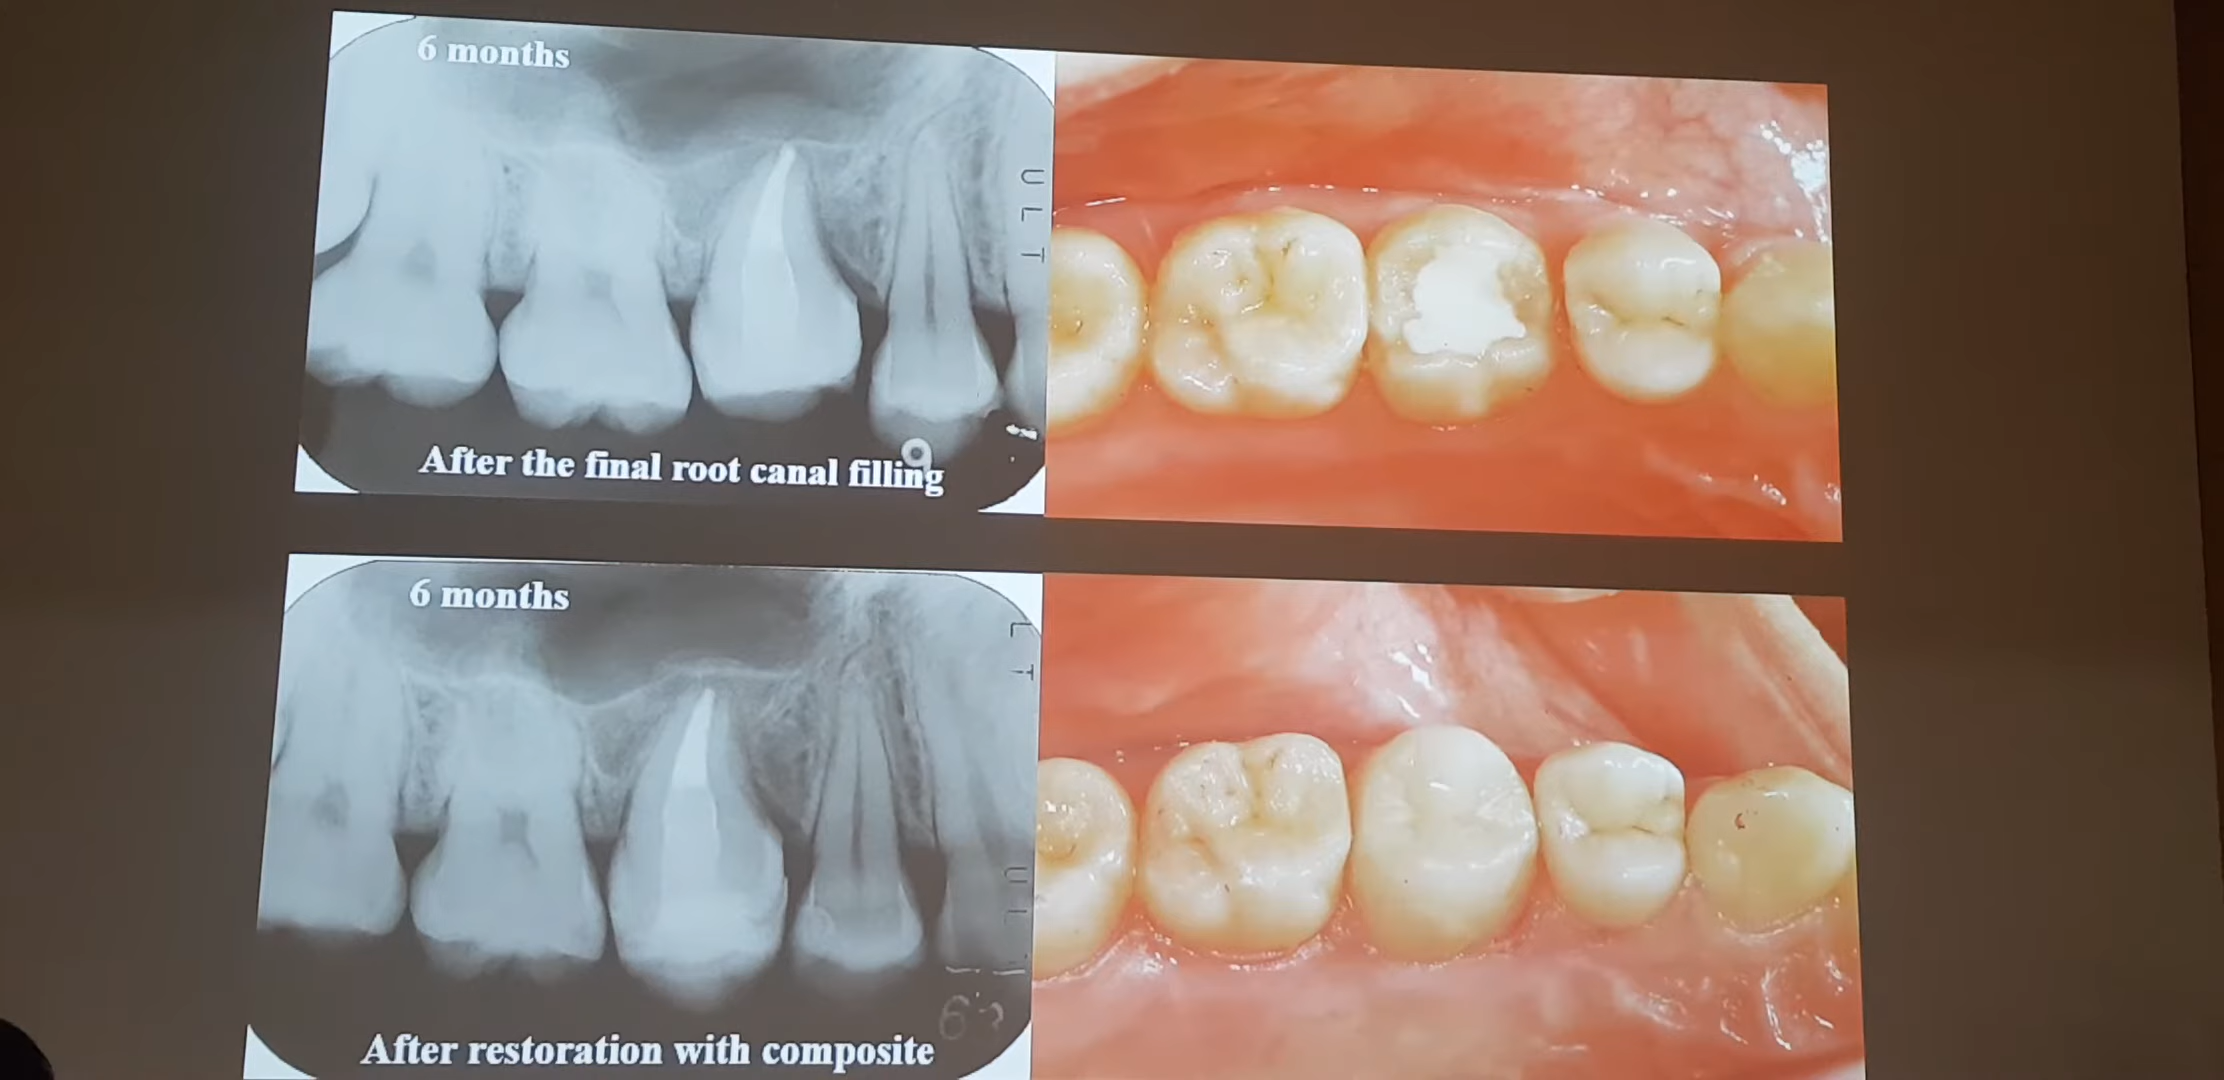 6 months
U L T
After the final root canal filling
6 months
L T
U L
After restoration with composite